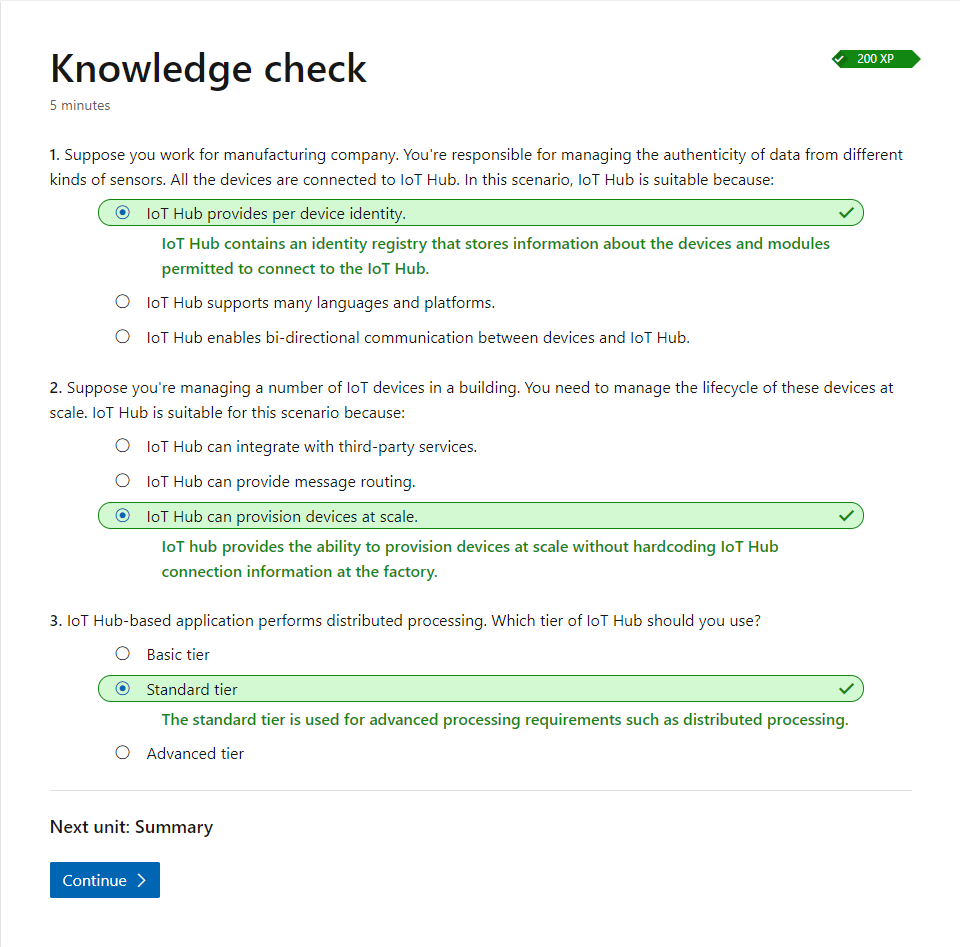 Knowledge check
200 XP
5 minutes
1. Suppose you work for manufacturing company. You're responsible for managing the authenticity of data from different
kinds of sensors. All the devices are connected to IoT Hub. In this scenario, IoT Hub is suitable because:
IoT Hub provides per device identity.
IoT Hub contains an identity registry that stores information about the devices and modules
permitted to connect to the IoT Hub.
IoT Hub supports many languages and platforms.
IoT Hub enables bi-directional communication between devices and IoT Hub.
2. Suppose you're managing a number of IoT devices in a building. You need to manage the lifecycle of these devices at
scale. IoT Hub is suitable for this scenario because:
IoT Hub can integrate with third-party services.
IoT Hub can provide message routing.
IoT Hub can provision devices at scale.
IoT hub provides the ability to provision devices at scale without hardcoding IoT Hub
connection information at the factory.
3. IoT Hub-based application performs distributed processing. Which tier of IoT Hub should you use?
Basic tier
Standard tier
The standard tier is used for advanced processing requirements such as distributed processing.
Advanced tier
Next unit: Summary
Continue